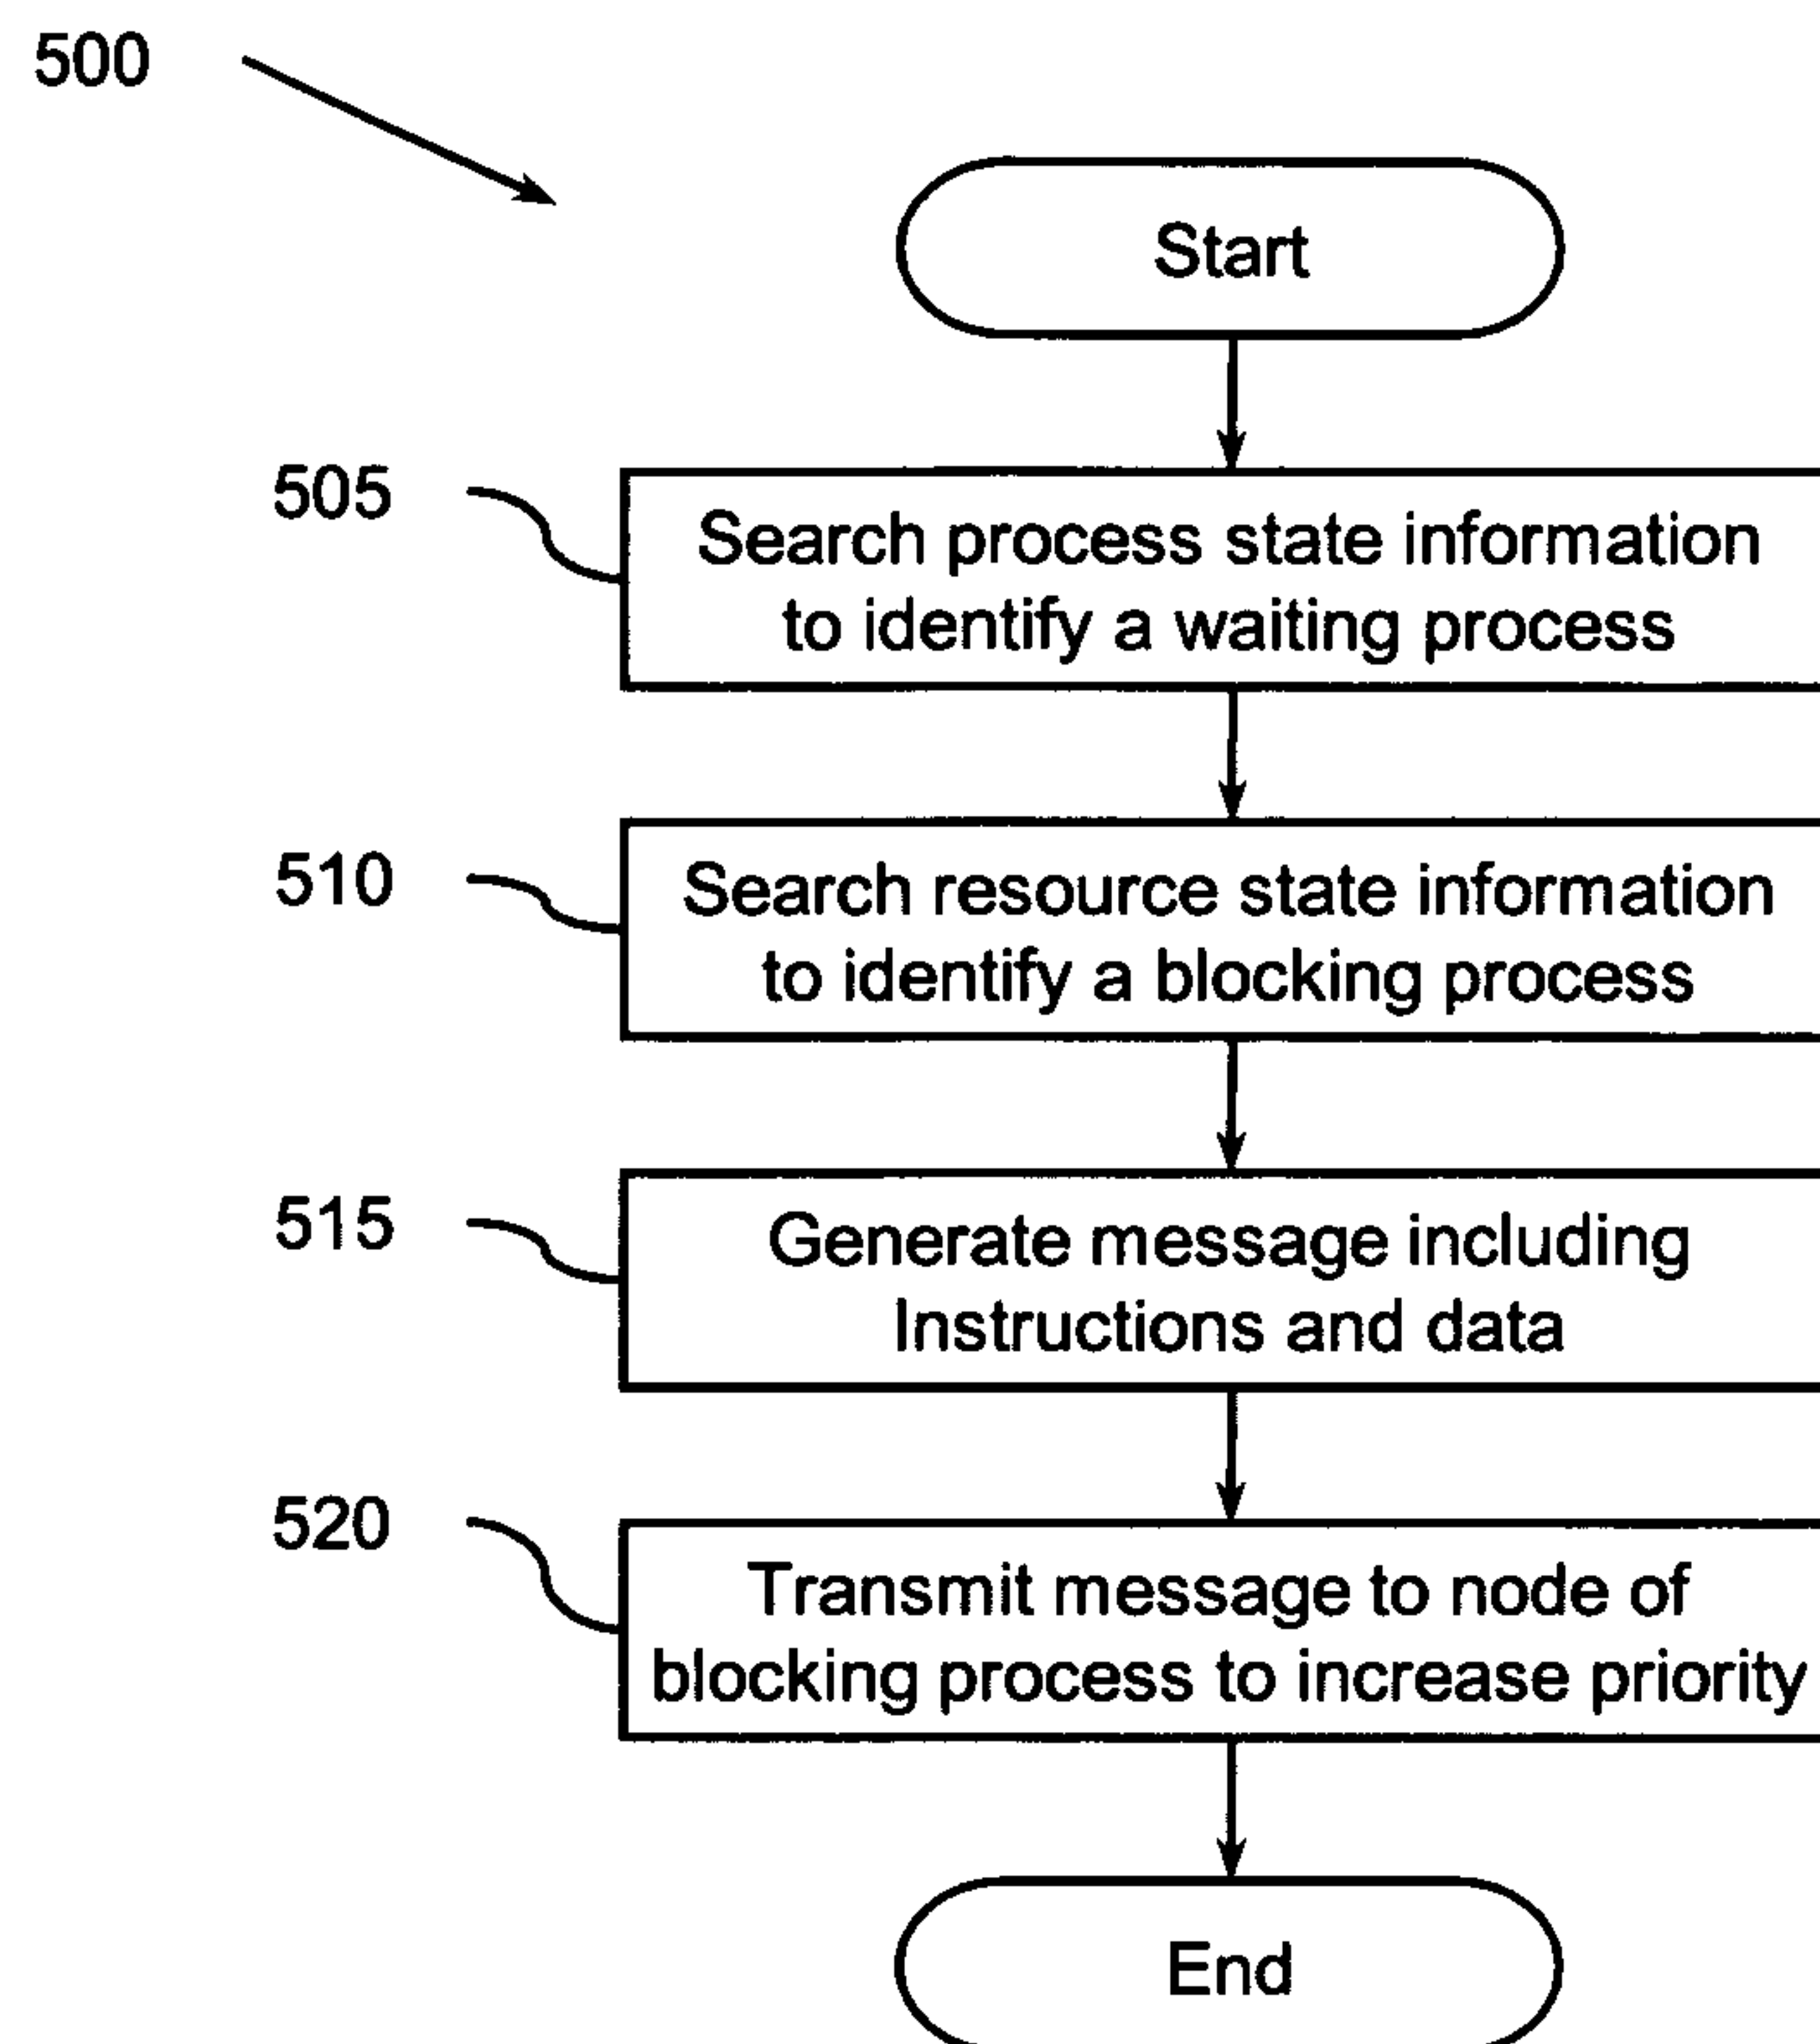 500
Start
505
Search process state information
to identify a waiting process
510
Search resource state information
to identify a blocking process
515
Generate message including
Instructions and data
520
Transmit message to node of
blocking process to increase priority
End